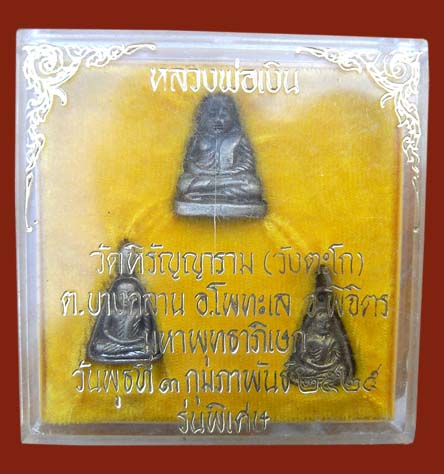 หลวงพ่อเงิน
วัดหิรัญญาราม (วังตะโก)
ต.บางคลาน อ.โพทะเล จ.พิจิตร
มหาพุทธาภิเษก
วันพุธที่ ๓ กุมภาพันธ์ ๒๕๒๕
รุ่นพิเศษ